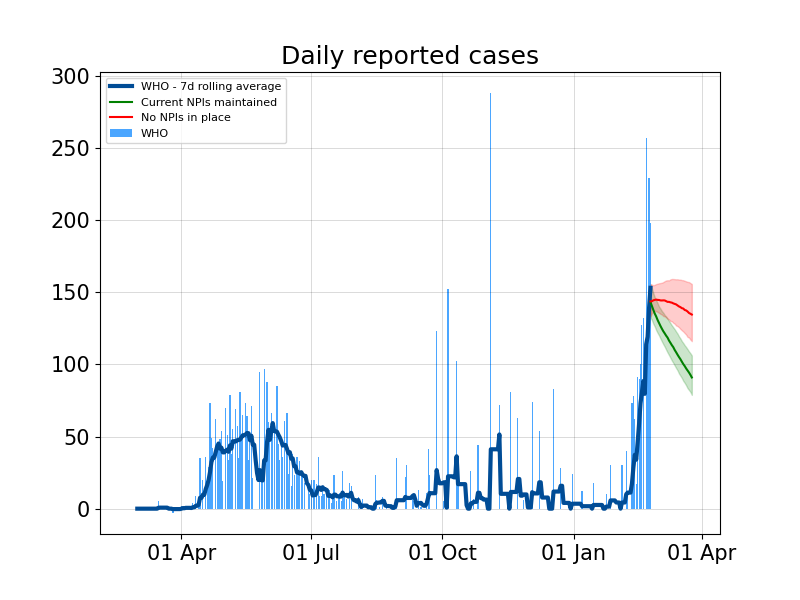 Daily reported cases
WHO - 7d rolling average
Current NPIs maintained
No NPIs in place
WHO
300
250
200
150
100
50
0
01 Apr 01 Jul 01 Oct 01 Jan 01 Apr